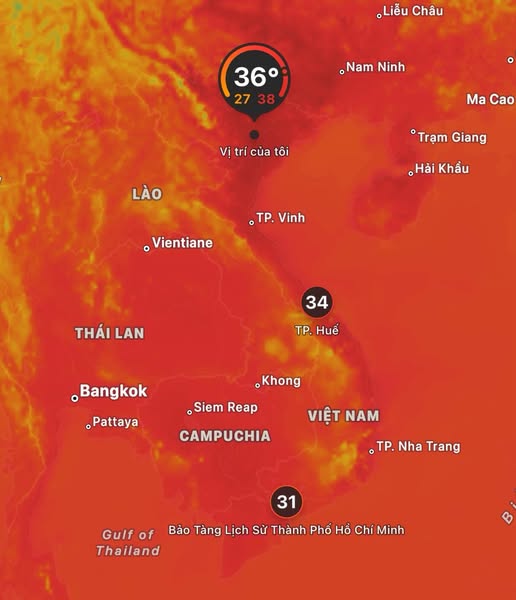 Liễu Châu
Nam Ninh
36°
27 38
Ma Cao
Trạm Giang
Vị trí của tôi
Hải Khẩu
LÀO
TP. Vinh
Vientiane
34
TP. Huế
THÁI LAN
Khong
Bangkok
Siem Reap
VIỆT NAM
Pattaya
CAMPUCHIA
TP. Nha Trang
31
Bảo Tàng Lịch Sử Thành Phố Hồ Chí Minh
Gulf of
Thailand